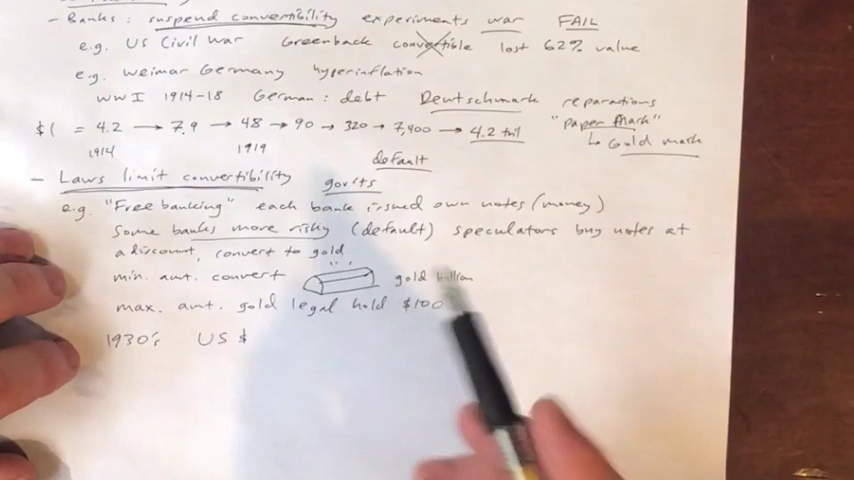 - Banks: suspend convertibility experiments war FAIL
e.g. US Civil War Greenback convertible lost 62% value
e.g. Weimar Germany hyperinflation
WWI 1914-18 German: debt Deutschmark reparations
$1 = 4.2 → 7.9 → 48 → 90 → 320 → 7,400 → 4.2 tril "paper mark"
1914 1919 ↳ Gold mark
default
- Laws limit convertibility gov'ts
e.g. "Free banking" each bank issued own notes (money)
Some banks more risky (default) speculators buy notes at
a discount, convert to gold
min. amt. convert gold bullion
max. amt. gold legal hold $100
1930's US $